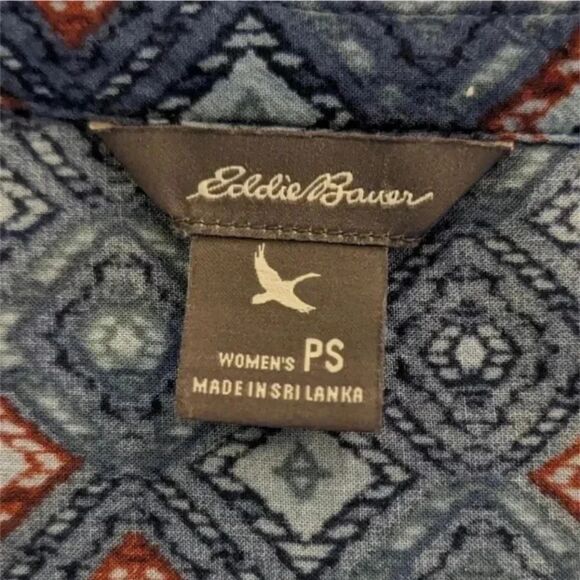 Eddie Bauer
WOMEN'S PS
MADE IN SRI LANKA